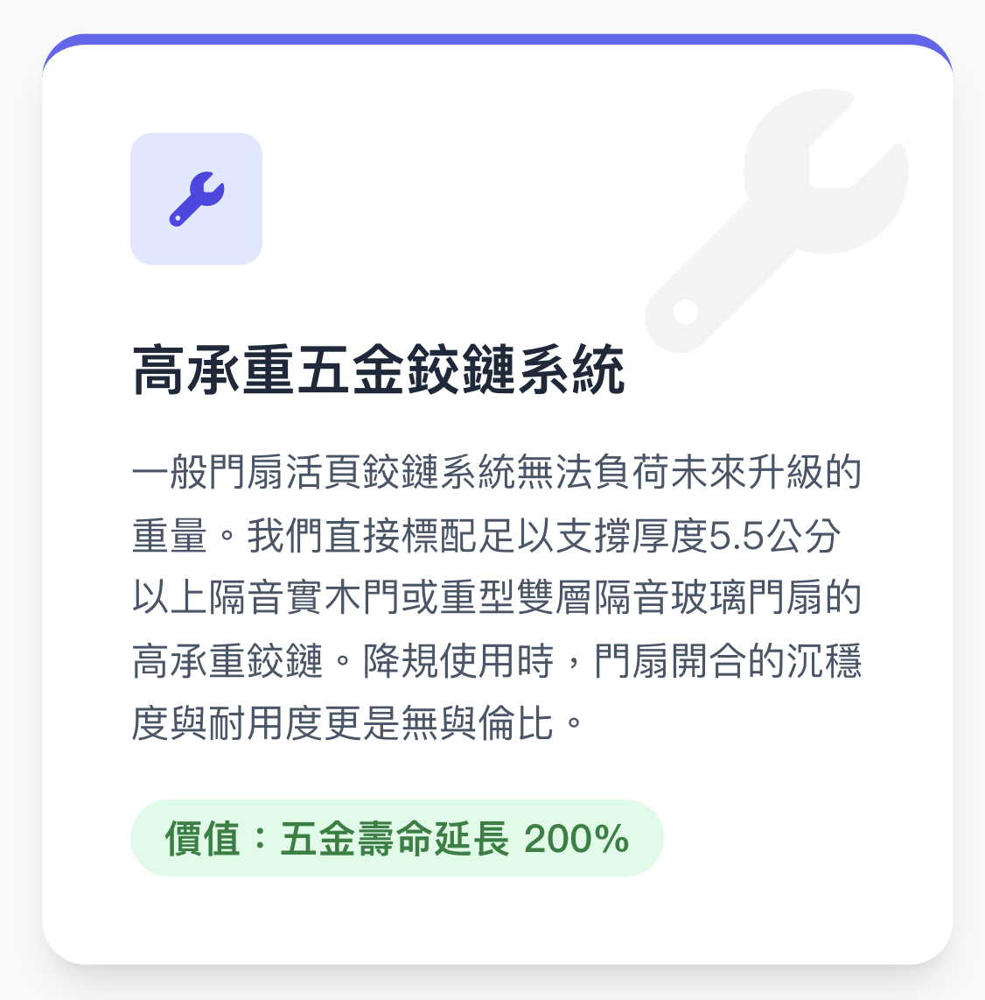 高承重五金鉸鏈系統
一般門扇活頁鉸鏈系統無法負荷未來升級的
重量。我們直接標配足以支撐厚度5.5公分
以上隔音實木門或重型雙層隔音玻璃門扇的
高承重鉸鏈。降規使用時，門扇開合的沉穩
度與耐用度更是無與倫比。
價值：五金壽命延長 200%